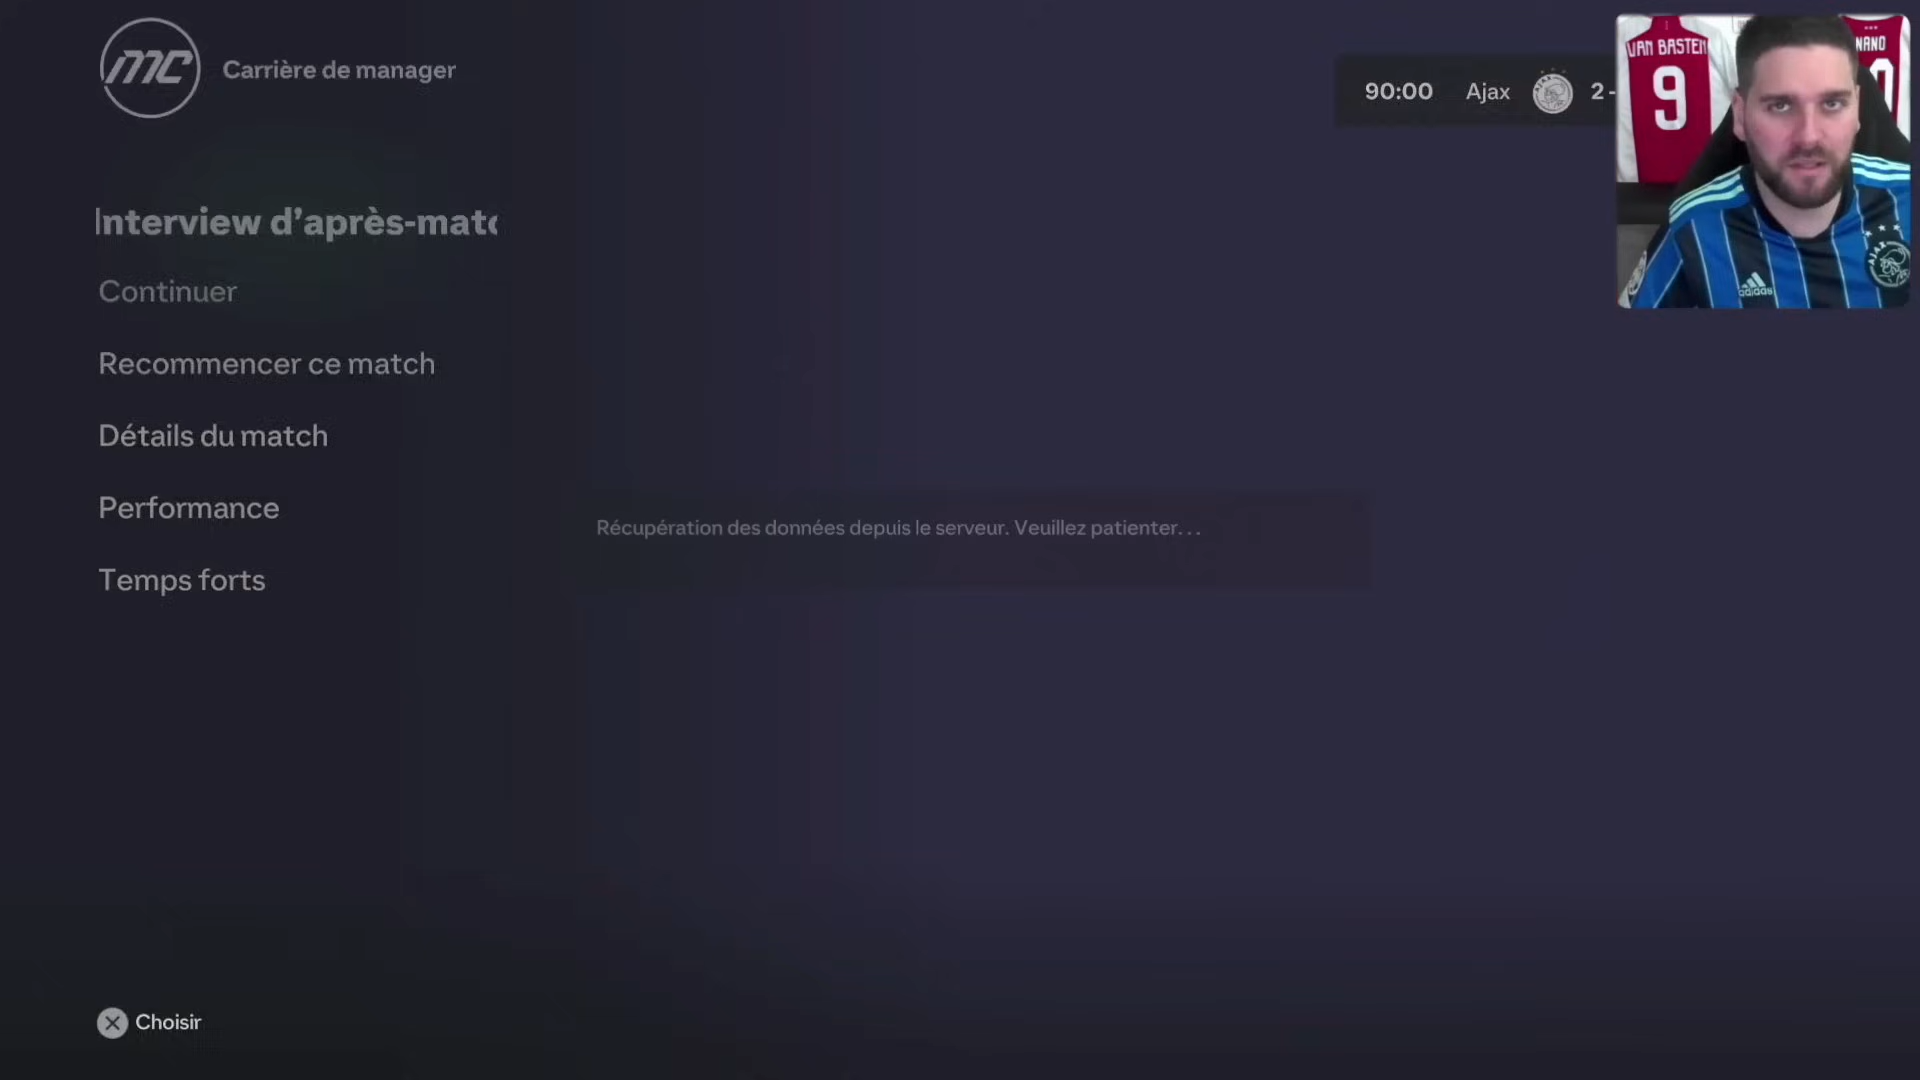 MC Carrière de manager
90:00 Ajax 2-
VAN BASTEN
9
NANO
adidas
Interview d’après-matc
Continuer
Recommencer ce match
Détails du match
Performance
Récupération des données depuis le serveur. Veuillez patienter...
Temps forts
Choisir